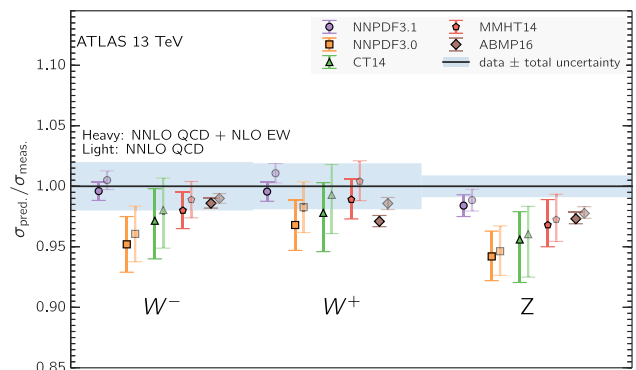 ATLAS 13 TeV
NNPDF3.1
NNPDF3.0
CT14
MMHT14
ABMP16
data ± total uncertainty
Heavy: NNLO QCD + NLO EW
Light: NNLO QCD
σpred./σmeas.
1.10
1.05
1.00
0.95
0.90
0.85
W⁻
W⁺
Z